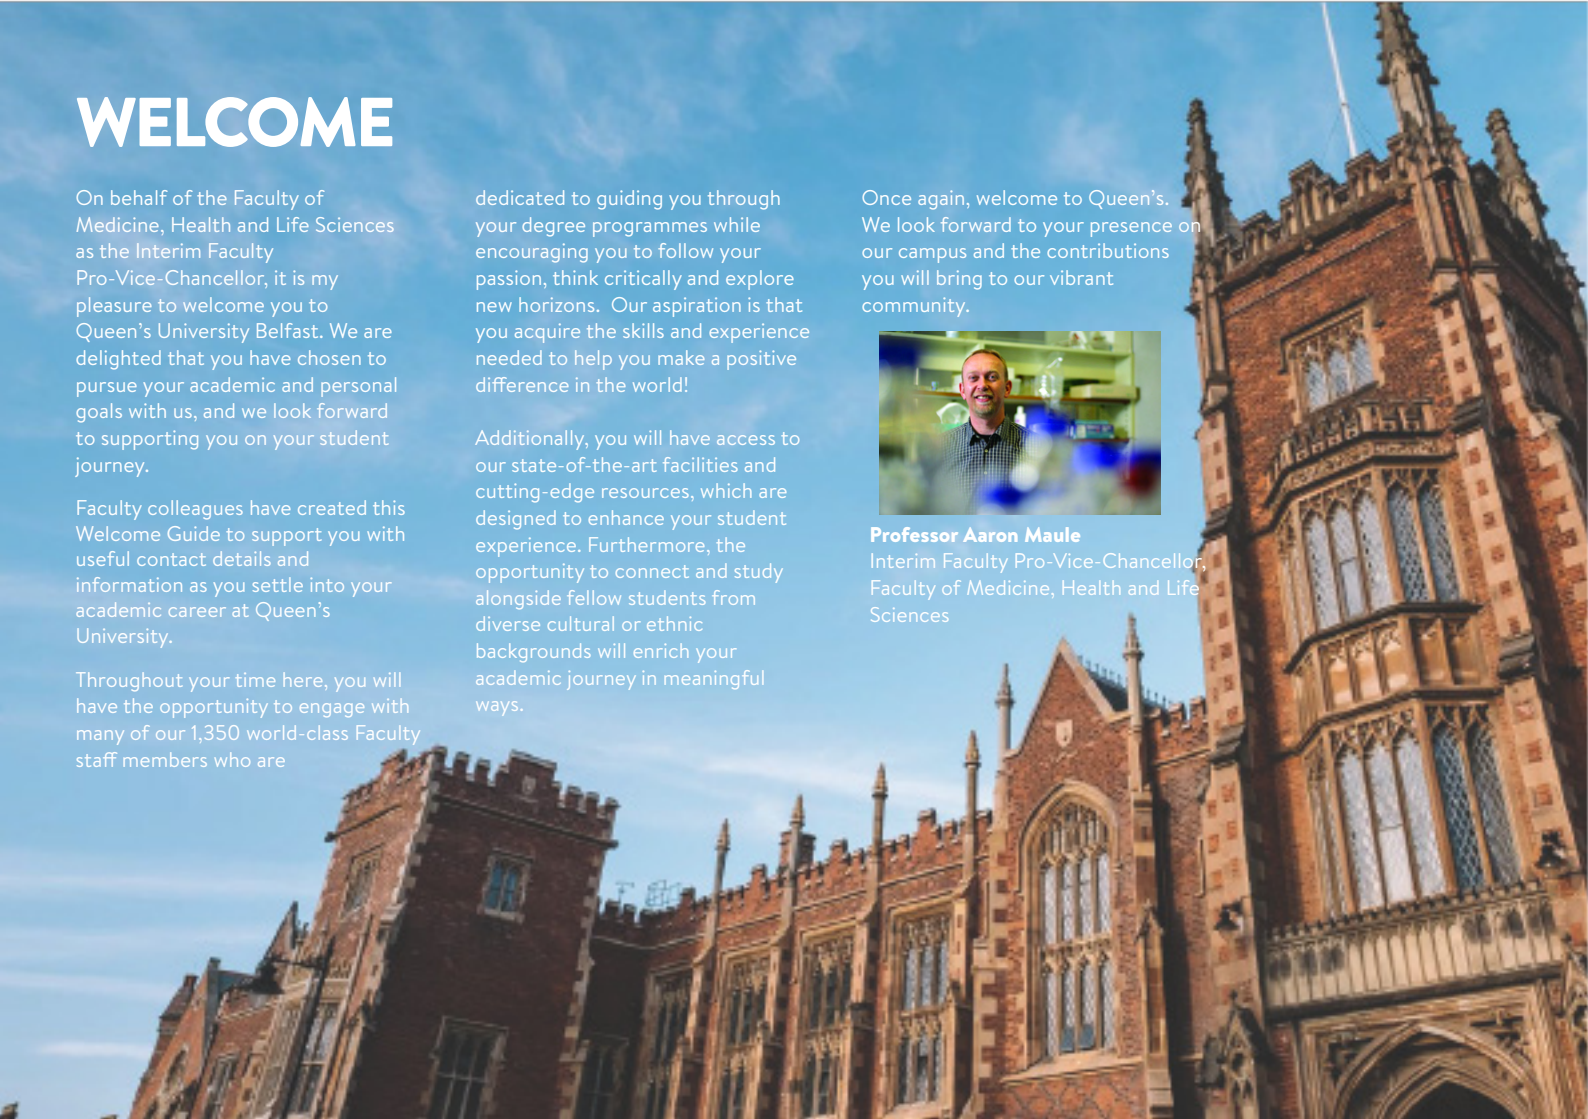 WELCOME
On behalf of the Faculty of
Medicine, Health and Life Sciences
as the Interim Faculty
Pro-Vice-Chancellor, it is my
pleasure to welcome you to
Queen's University Belfast. We are
delighted that you have chosen to
pursue your academic and personal
goals with us, and we look forward
to supporting you on your student
journey.
Faculty colleagues have created this
Welcome Guide to support you with
useful contact details and
information as you settle into your
academic career at Queen's
University.
Throughout your time here, you will
have the opportunity to engage with
many of our 1,350 world-class Faculty
staff members who are
dedicated to guiding you through
your degree programmes while
encouraging you to follow your
passion, think critically and explore
new horizons.  Our aspiration is that
you acquire the skills and experience
needed to help you make a positive
difference in the world!
Additionally, you will have access to
our state-of-the-art facilities and
cutting-edge resources, which are
designed to enhance your student
experience. Furthermore, the
opportunity to connect and study
alongside fellow students from
diverse cultural or ethnic
backgrounds will enrich your
academic journey in meaningful
ways.
Once again, welcome to Queen's.
We look forward to your presence on
our campus and the contributions
you will bring to our vibrant
community.
Professor Aaron Maule
Interim Faculty Pro-Vice-Chancellor,
Faculty of Medicine, Health and Life
Sciences